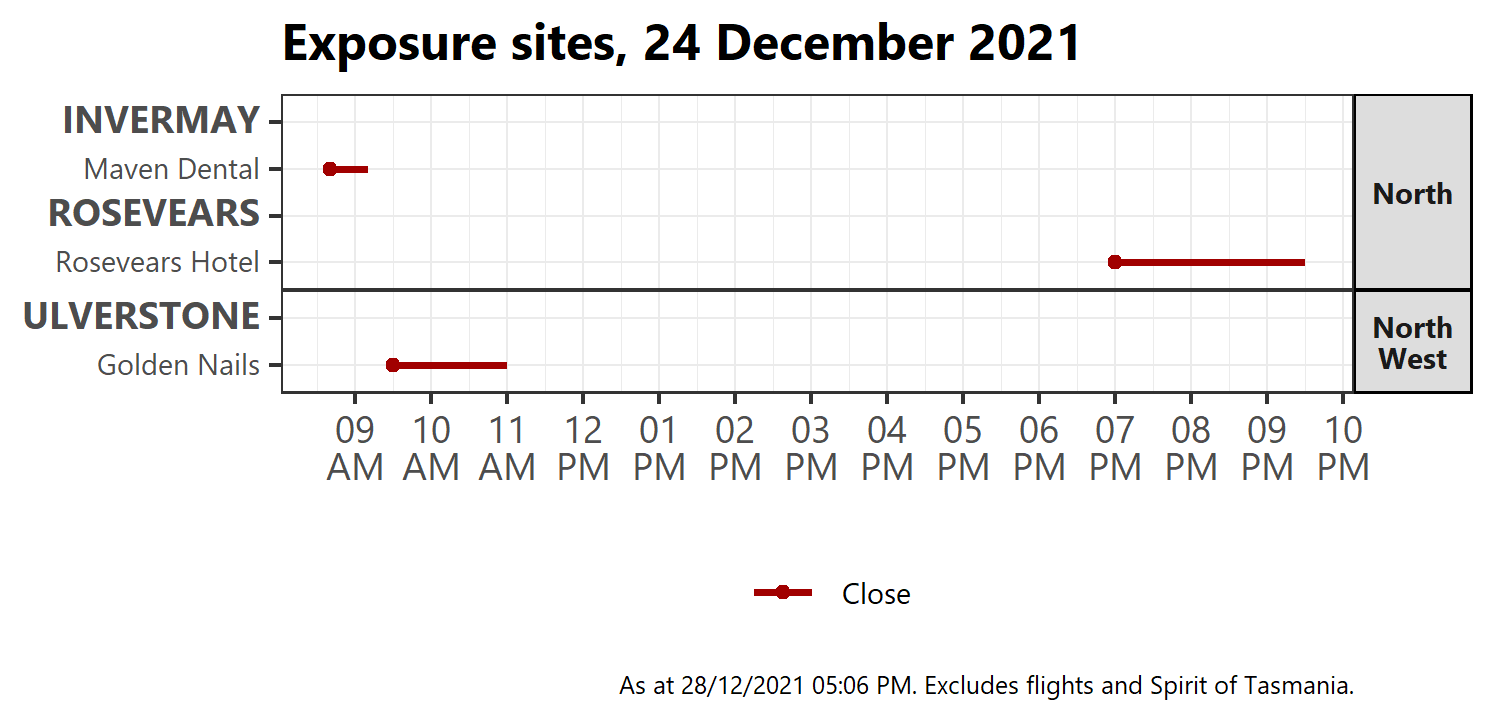 Exposure sites, 24 December 2021
INVERMAY
Maven Dental
ROSEVEARS
Rosevears Hotel
North
ULVERSTONE
Golden Nails
North
West
09 10 11 12 01 02 03 04 05 06 07 08 09 10
AM AM AM PM PM PM PM PM PM PM PM PM PM PM
Close
As at 28/12/2021 05:06 PM. Excludes flights and Spirit of Tasmania.